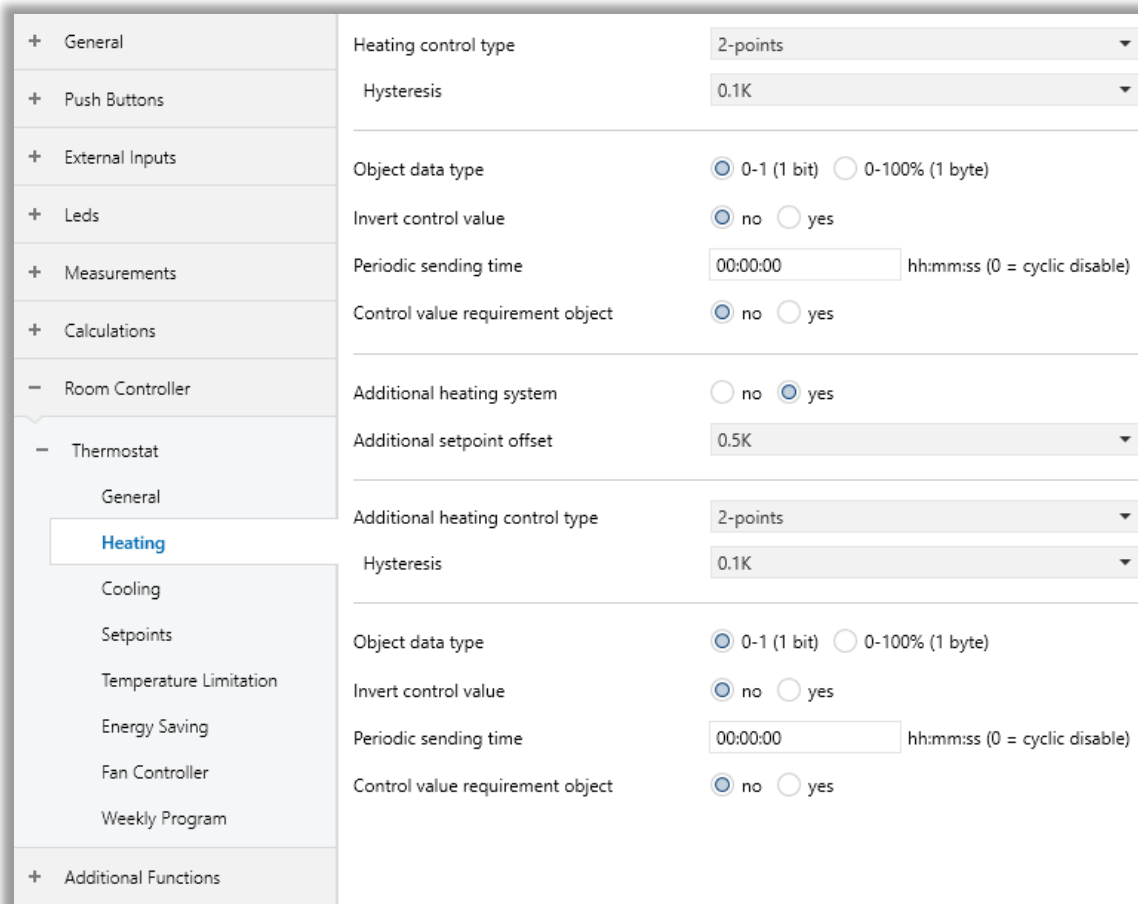 + General
+ Push Buttons
+ External Inputs
+ Leds
+ Measurements
+ Calculations
− Room Controller
− Thermostat
General
Heating
Cooling
Setpoints
Temperature Limitation
Energy Saving
Fan Controller
Weekly Program
+ Additional Functions
Heating control type 2-points
Hysteresis 0.1K
Object data type 0-1 (1 bit) 0-100% (1 byte)
Invert control value no yes
Periodic sending time 00:00:00 hh:mm:ss (0 = cyclic disable)
Control value requirement object no yes
Additional heating system no yes
Additional setpoint offset 0.5K
Additional heating control type 2-points
Hysteresis 0.1K
Object data type 0-1 (1 bit) 0-100% (1 byte)
Invert control value no yes
Periodic sending time 00:00:00 hh:mm:ss (0 = cyclic disable)
Control value requirement object no yes